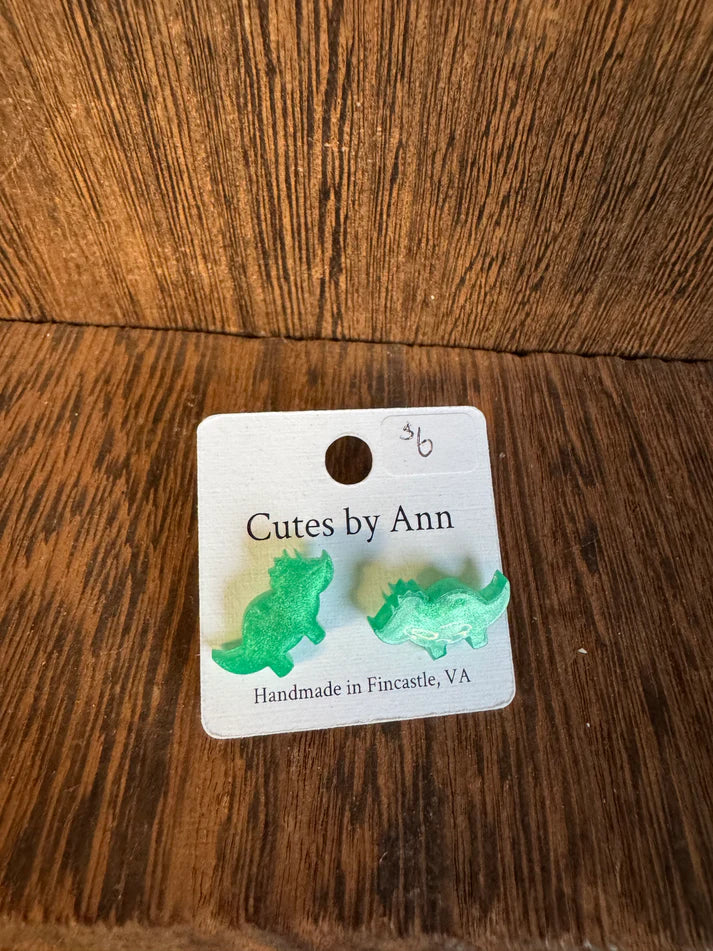 $6
Cutes by Ann
Handmade in Fincastle, VA